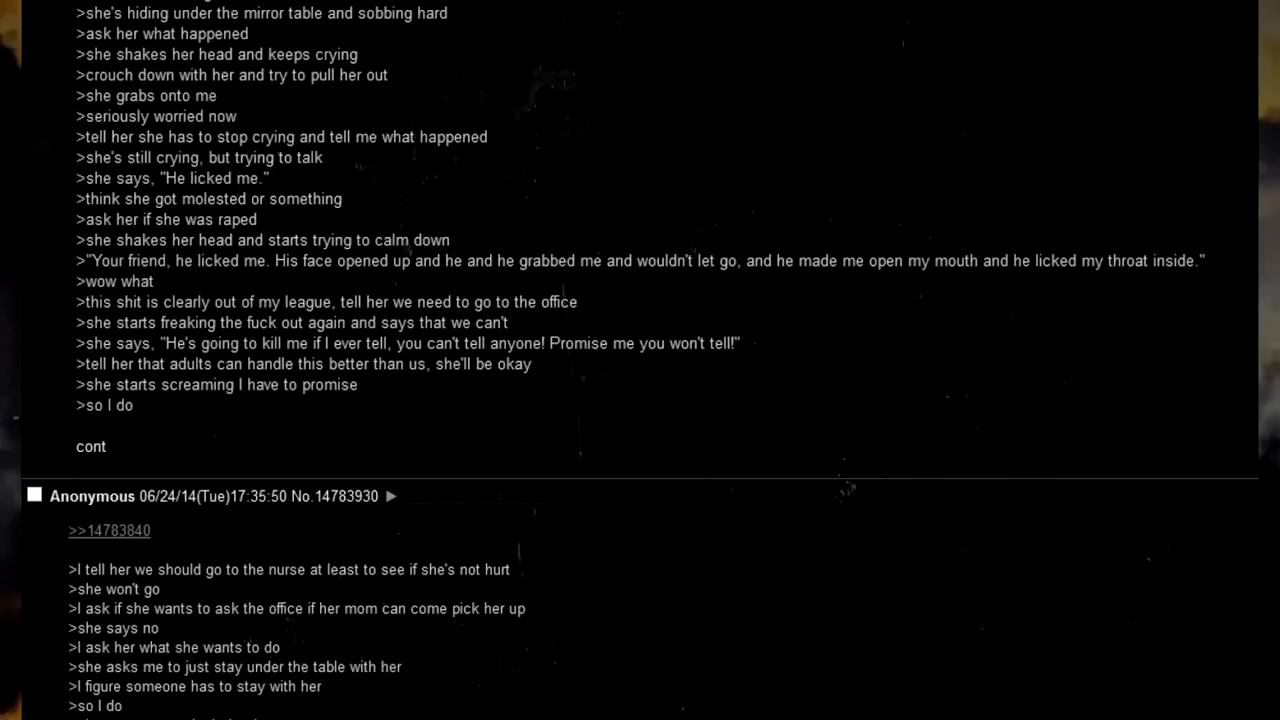 >she's hiding under the mirror table and sobbing hard
>ask her what happened
>she shakes her head and keeps crying
>crouch down with her and try to pull her out
>she grabs onto me
>seriously worried now
>tell her she has to stop crying and tell me what happened
>she's still crying, but trying to talk
>she says, "He licked me."
>think she got molested or something
>ask her if she was raped
>she shakes her head and starts trying to calm down
>"Your friend, he licked me. His face opened up and he and he grabbed me and wouldn't let go, and he made me open my mouth and he licked my throat inside."
>wow what
>this shit is clearly out of my league, tell her we need to go to the office
>she starts freaking the fuck out again and says that we can't
>she says, "He's going to kill me if I ever tell, you can't tell anyone! Promise me you won't tell!"
>tell her that adults can handle this better than us, she'll be okay
>she starts screaming I have to promise
>so I do
cont
Anonymous 06/24/14(Tue)17:35:50 No.14783930 ▶
>>14783840
>I tell her we should go to the nurse at least to see if she's not hurt
>she won't go
>I ask if she wants to ask the office if her mom can come pick her up
>she says no
>I ask her what she wants to do
>she asks me to just stay under the table with her
>I figure someone has to stay with her
>so I do